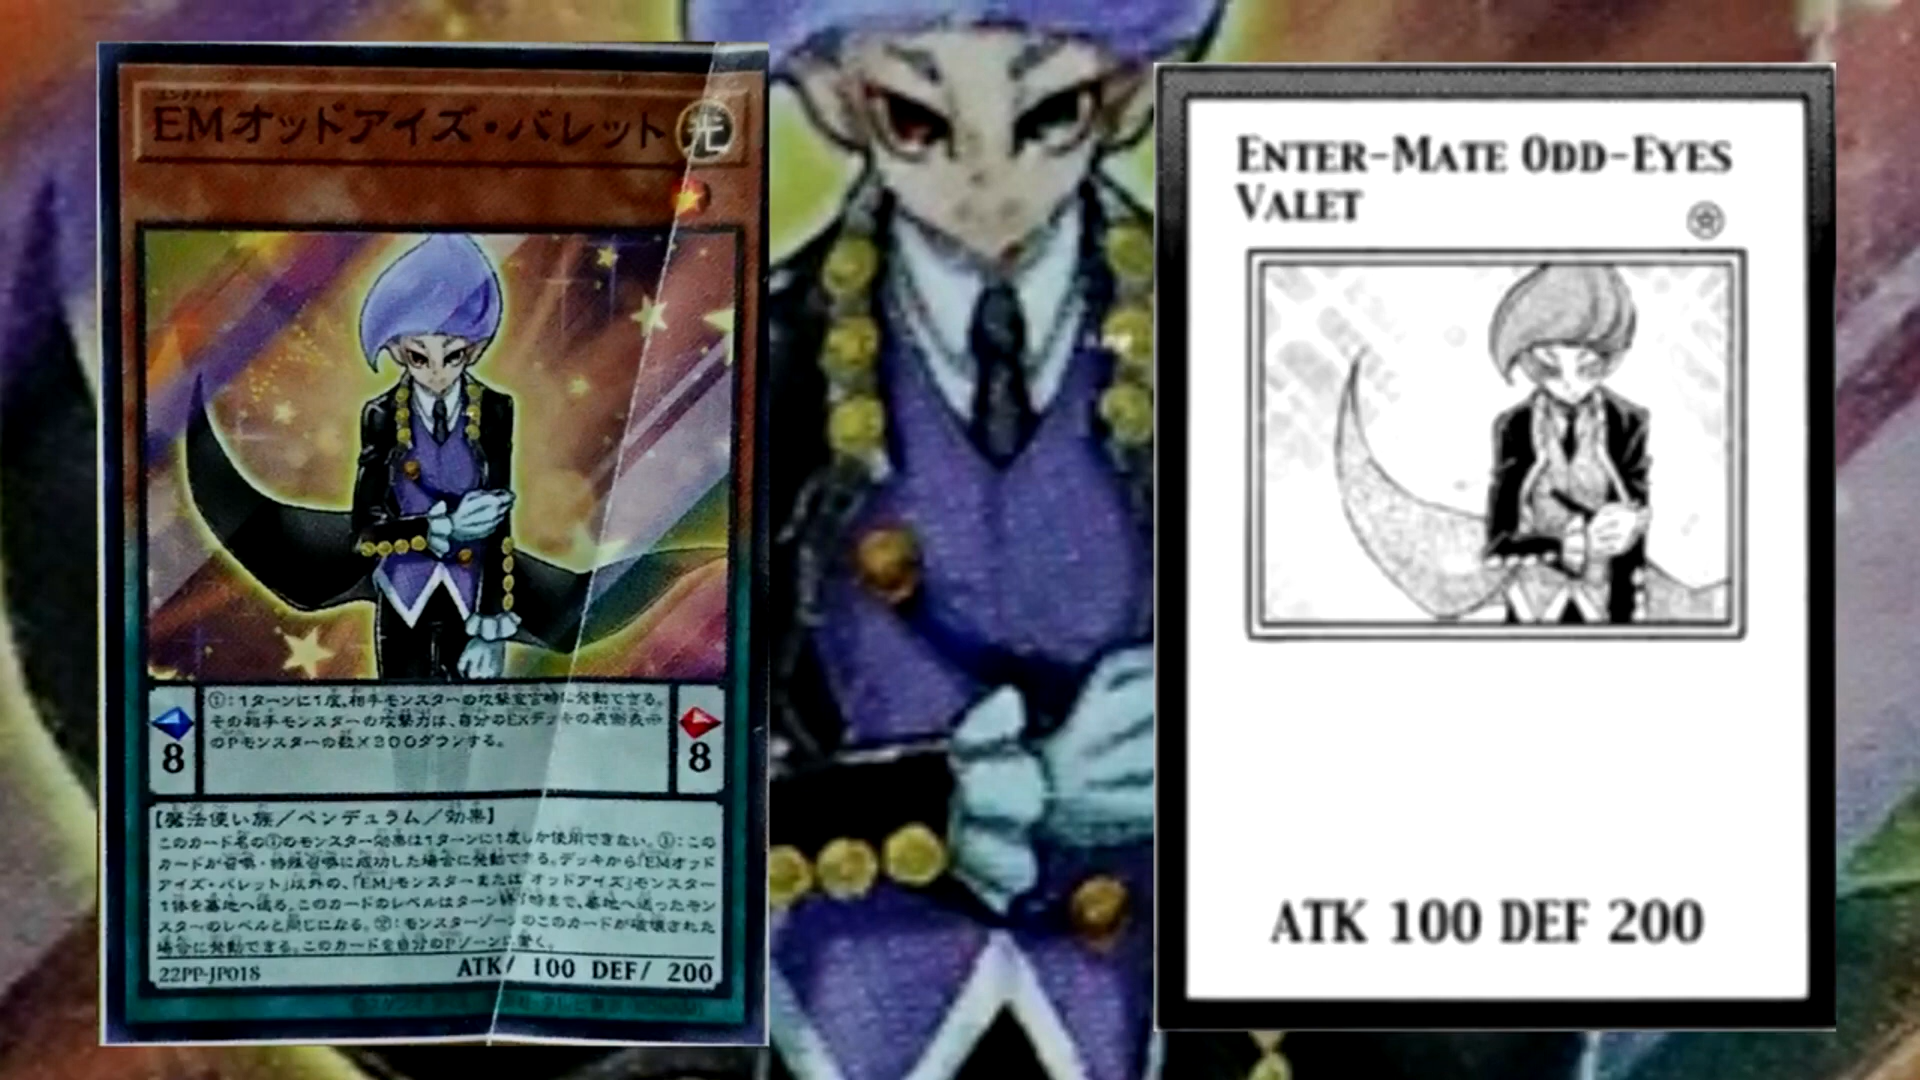 EMオッドアイズ・バレット
光
①:1ターンに1度、相手モンスターの攻撃宣言時に発動できる。
その相手モンスターの攻撃力は、自分のEXデッキの表側表示
のPモンスターの数×300ダウンする。
8
8
【魔法使い族/ペンデュラム/効果】
このカード名の①のモンスター効果は1ターンに1度しか使用できない。①:この
カードが召喚・特殊召喚に成功した場合に発動できる。デッキから「EMオッド
アイズ・バレット」以外の、「EM」モンスターまたは「オッドアイズ」モンスター
1体を墓地へ送る。このカードのレベルはターン終了時まで、墓地へ送ったモン
スターのレベルと同じになる。②:モンスターゾーンのこのカードが破壊された
場合に発動できる。このカードを自分のPゾーンに置く。
22PP-JP018
ATK/ 100 DEF/ 200
ENTER-MATE ODD-EYES
VALET
ATK 100 DEF 200